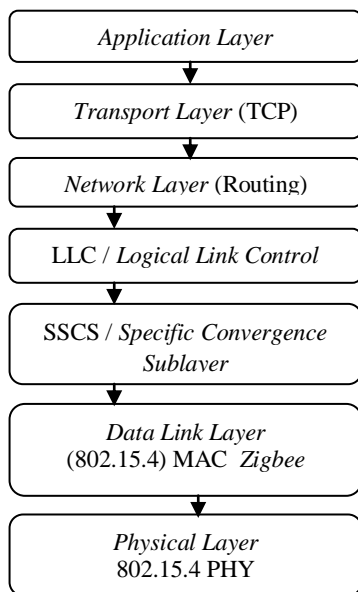 Application Layer
Transport Layer (TCP)
Network Layer (Routing)
LLC / Logical Link Control
SSCS / Specific Convergence
Sublayer
Data Link Layer
(802.15.4) MAC Zigbee
Physical Layer
802.15.4 PHY